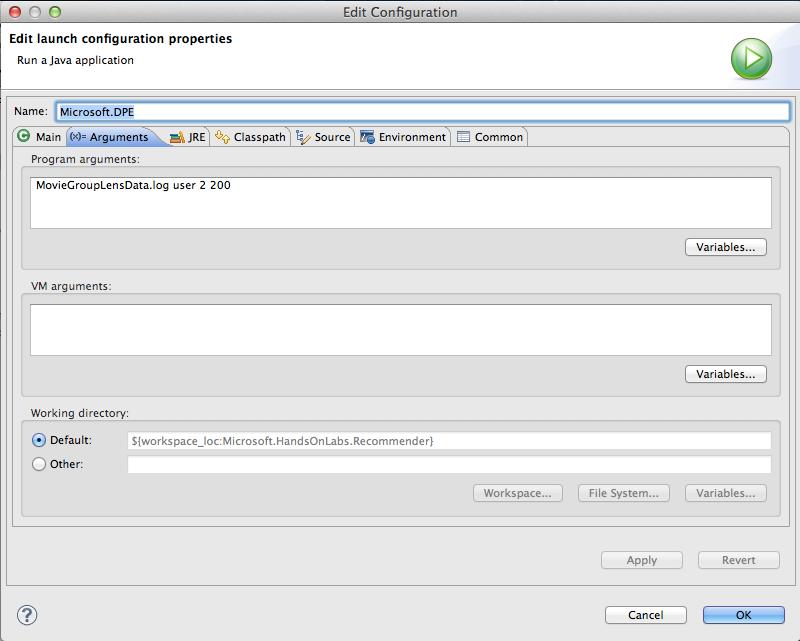 Edit Configuration
Edit launch configuration properties
Run a Java application
Name: Microsoft.DPE
Main (x)= Arguments JRE Classpath Source Environment Common
Program arguments:
MovieGroupLensData.log user 2 200
Variables...
VM arguments:
Variables...
Working directory:
Default: ${workspace_loc:Microsoft.HandsOnLabs.Recommender}
Other:
Workspace... File System... Variables...
Apply Revert
? Cancel OK